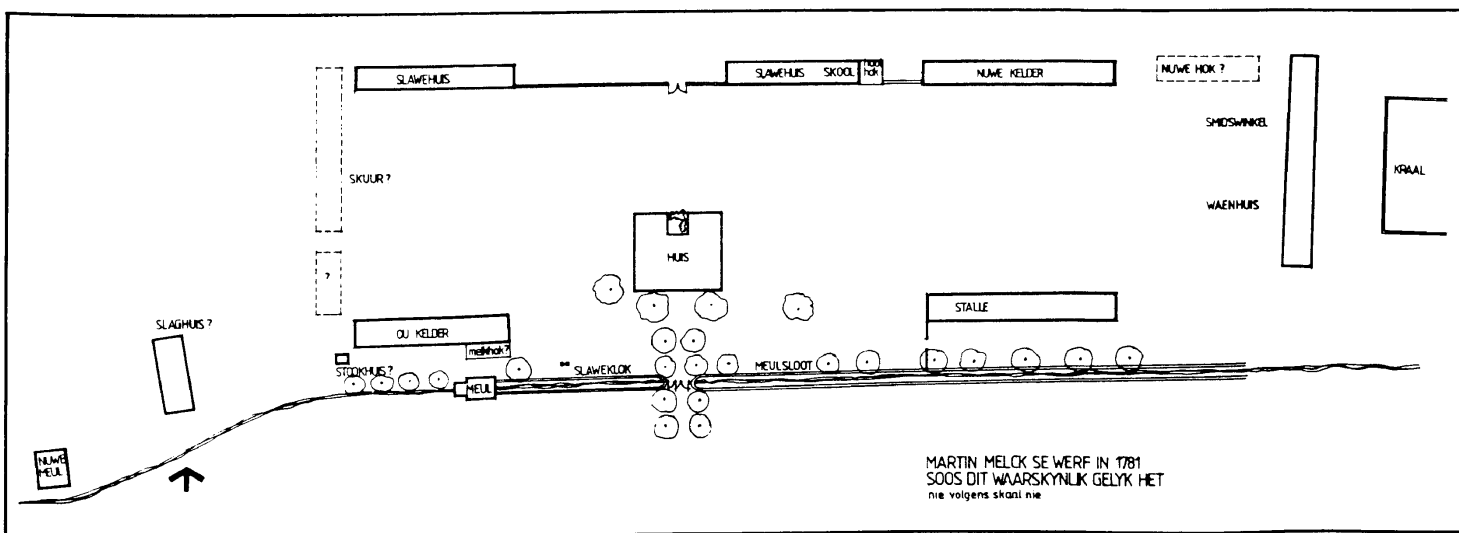 SLAWEHUIS
SLAWEHUIS SKOOL
hok
NUWE KELDER
NUWE HOK ?
SMIDSWINKEL
KRAAL
SKUUR ?
WAENHUIS
HUIS
?
STALLE
SLAGHUIS ?
OU KELDER
melkhok?
STOOKHUIS ?
SLAWEKLOK
MEULSLOOT
MEUL
NUWE
MEUL
MARTIN MELCK SE WERF IN 1781
SOOS DIT WAARSKYNLIK GELYK HET
nie volgens skaal nie